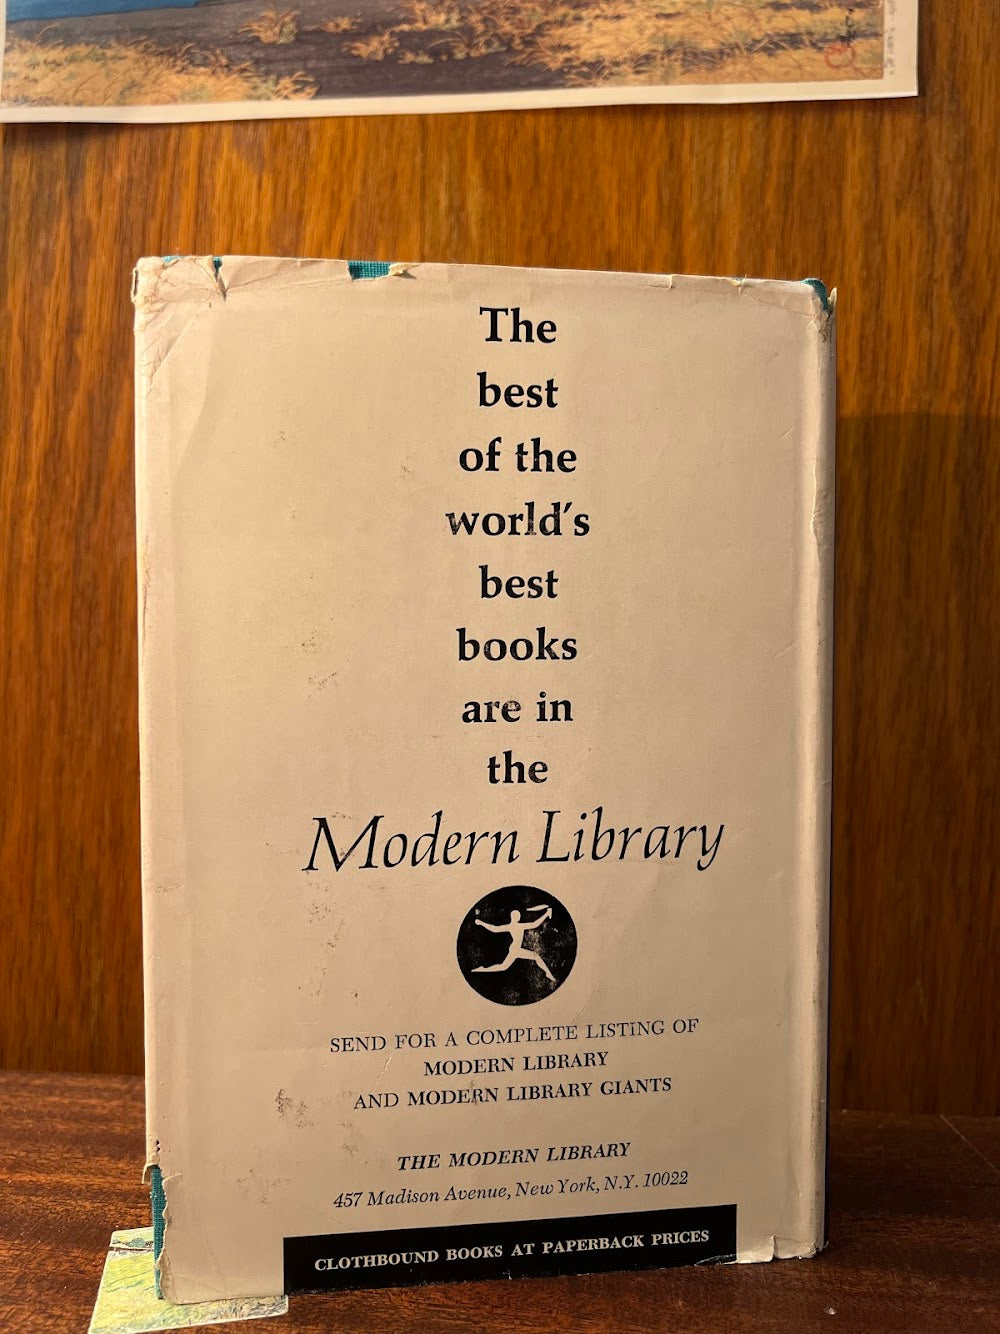 The
best
of the
world's
best
books
are in
the
Modern Library
SEND FOR A COMPLETE LISTING OF
MODERN LIBRARY
AND MODERN LIBRARY GIANTS
THE MODERN LIBRARY
457 Madison Avenue, New York, N.Y. 10022
CLOTHBOUND BOOKS AT PAPERBACK PRICES